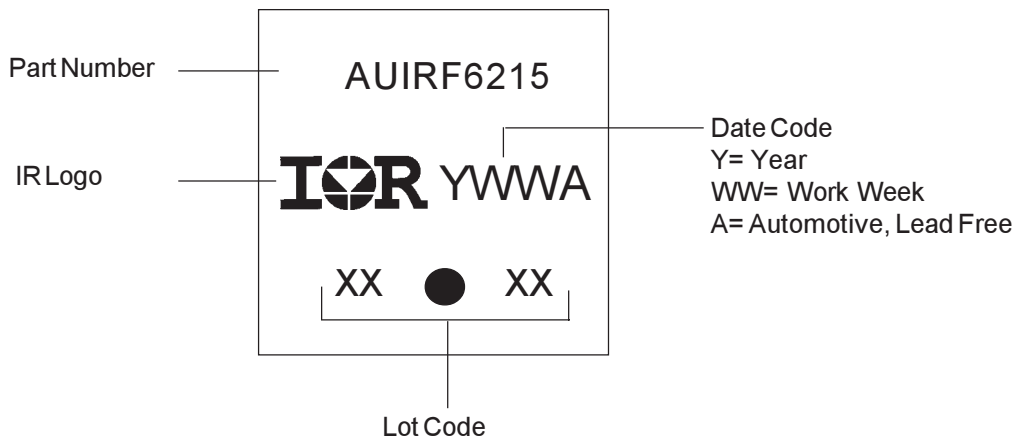 Part Number
AUIRF6215
Date Code
Y= Year
WW= Work Week
A= Automotive, Lead Free
IR Logo
IOR YWWA
XX XX
Lot Code